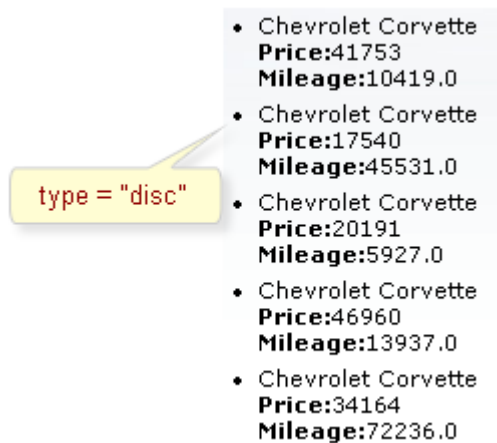 • Chevrolet Corvette
Price:41753
Mileage:10419.0
• Chevrolet Corvette
Price:17540
Mileage:45531.0
type = "disc"
• Chevrolet Corvette
Price:20191
Mileage:5927.0
• Chevrolet Corvette
Price:46960
Mileage:13937.0
• Chevrolet Corvette
Price:34164
Mileage:72236.0